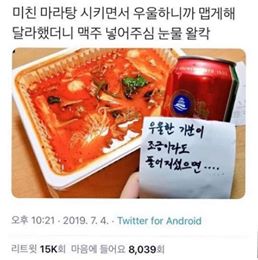 미친 마라탕 시키면서 우울하니까 맵게해
달라했더니 맥주 넣어주심 눈물 왈칵
우울한 기분이
조금이라도
풀어지셨으면....
오후 10:21 · 2019. 7. 4. · Twitter for Android
리트윗 15K회 마음에 들어요 8,039회